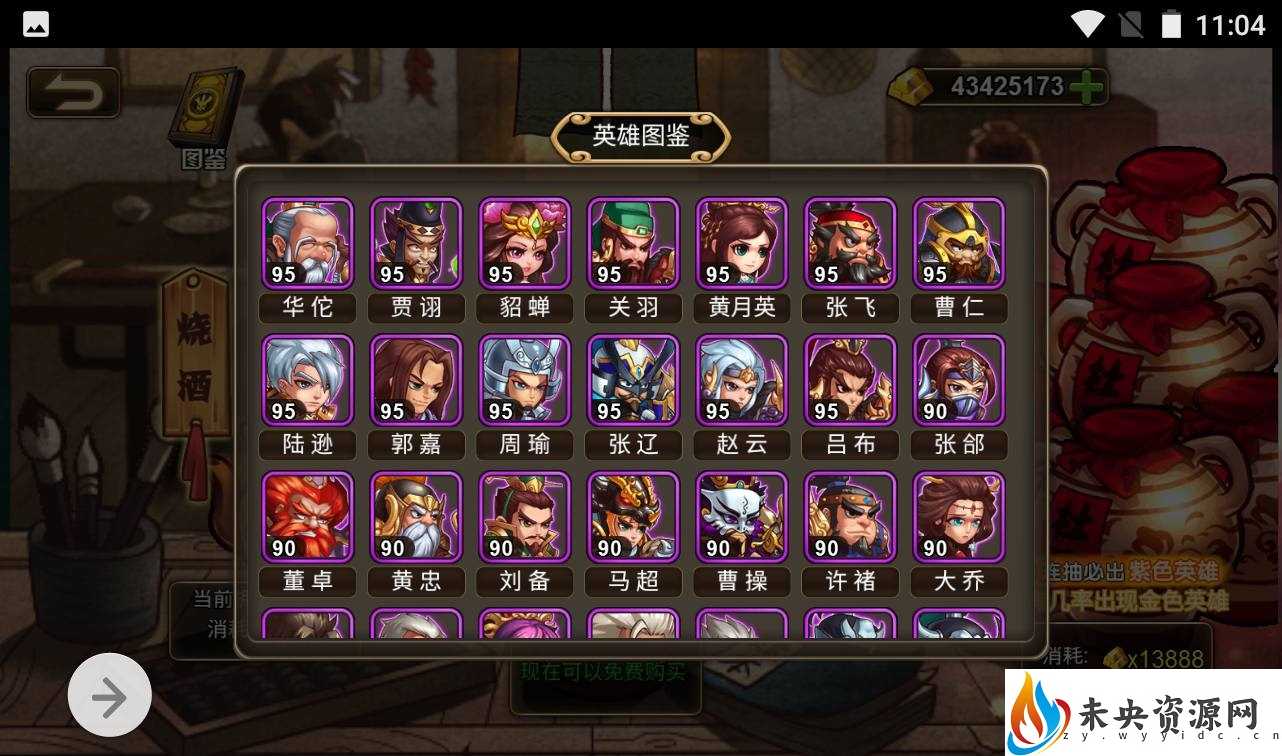 11:04
43425173
图鉴
英雄图鉴
95 95 95 95 95 95 95
华佗 贾诩 貂蝉 关羽 黄月英 张飞 曹仁
95 95 95 95 95 95 90
陆逊 郭嘉 周瑜 张辽 赵云 吕布 张郃
90 90 90 90 90 90 90
董卓 黄忠 刘备 马超 曹操 许褚 大乔
烧酒
连抽必出紫色英雄
几率出现金色英雄
当前
消耗
现在可以免费购买
消耗: x13888
未央资源网
zy.wyyidc.cn